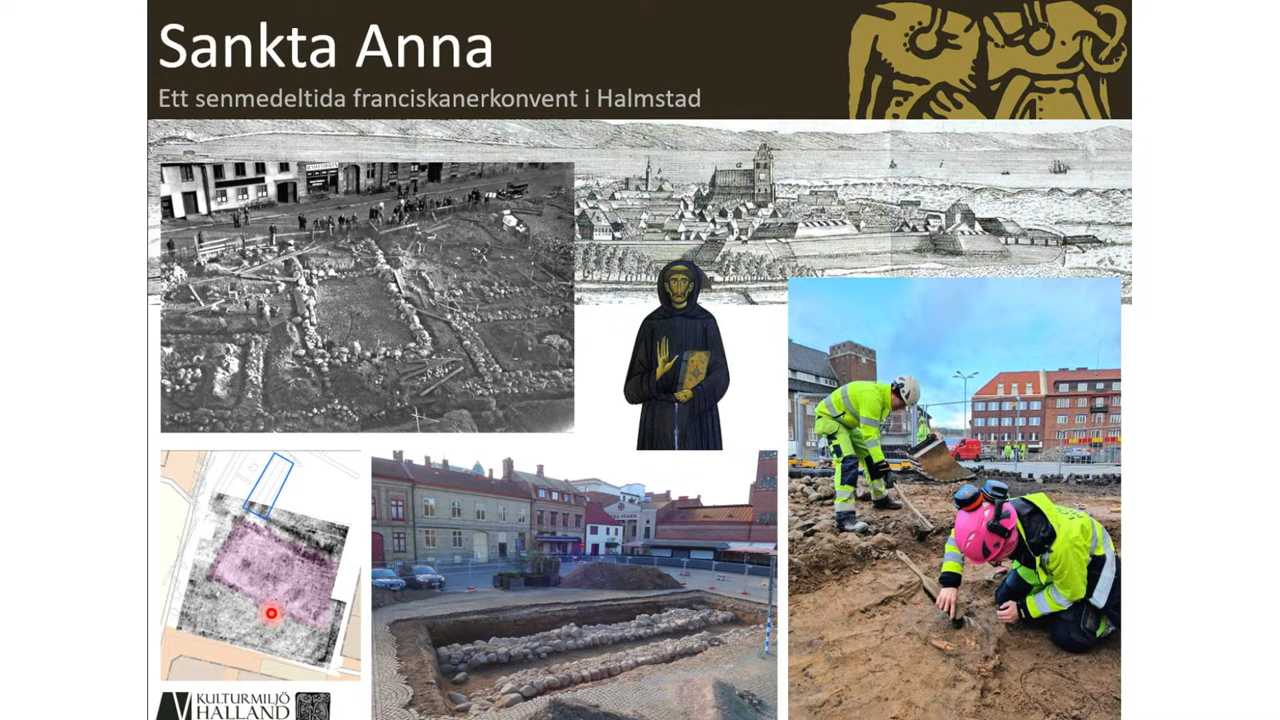 Sankta Anna
Ett senmedeltida franciskanerkonvent i Halmstad
KULTURMILJÖ
HALLAND